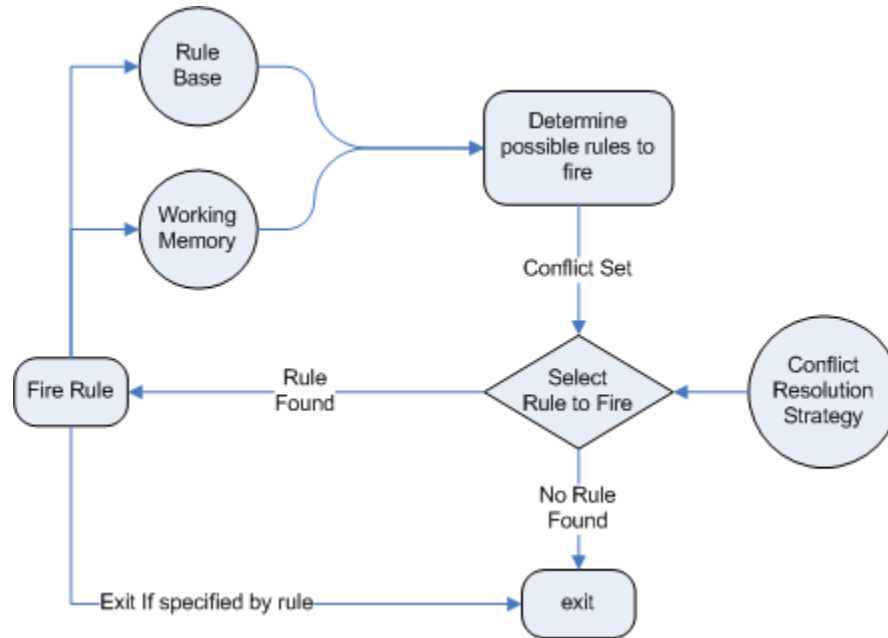 Rule
Base
Determine
possible rules to
fire
Working
Memory
Conflict Set
Fire Rule
Rule
Found
Select
Rule to Fire
Conflict
Resolution
Strategy
No Rule
Found
Exit If specified by rule
exit